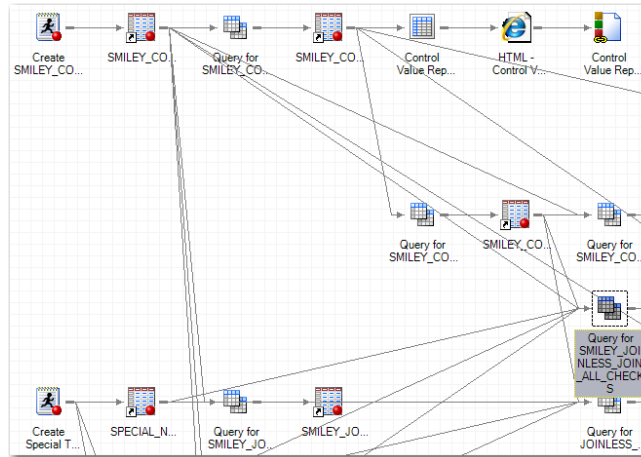 Create
SMILEY_CO...
SMILEY_CO...
Query for
SMILEY_CO...
SMILEY_CO...
Control
Value Rep...
HTML -
Control V...
Control
Value Rep...
Query for
SMILEY_CO...
SMILEY_CO...
Query for
SMILEY_CO...
Query for
SMILEY_JOI
NLESS_JOIN
_ALL_CHECK
S
Create
Special T...
SPECIAL_N...
Query for
SMILEY_JO...
SMILEY_JO...
Query for
JOINLESS_...